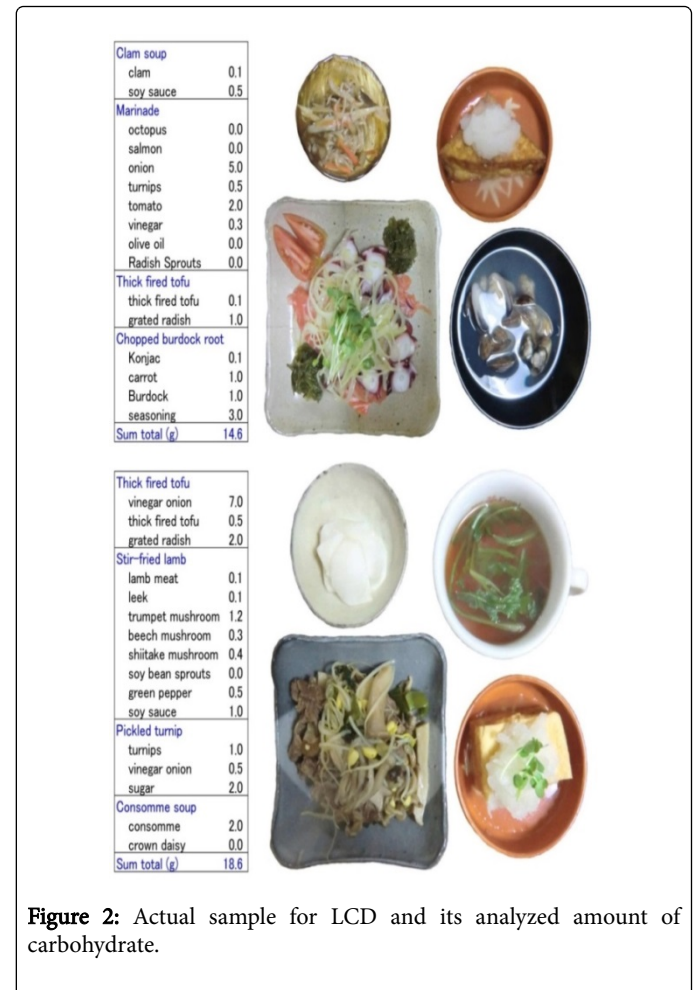 Clam soup
clam 0.1
soy sauce 0.5
Marinade
octopus 0.0
salmon 0.0
onion 5.0
turnips 0.5
tomato 2.0
vinegar 0.3
olive oil 0.0
Radish Sprouts 0.0
Thick fired tofu
thick fired tofu 0.1
grated radish 1.0
Chopped burdock root
Konjac 0.1
carrot 1.0
Burdock 1.0
seasoning 3.0
Sum total (g) 14.6
Thick fired tofu
vinegar onion 7.0
thick fired tofu 0.5
grated radish 2.0
Stir-fried lamb
lamb meat 0.1
leek 0.1
trumpet mushroom 1.2
beech mushroom 0.3
shiitake mushroom 0.4
soy bean sprouts 0.0
green pepper 0.5
soy sauce 1.0
Pickled turnip
turnips 1.0
vinegar onion 0.5
sugar 2.0
Consomme soup
consomme 2.0
crown daisy 0.0
Sum total (g) 18.6
Figure 2: Actual sample for LCD and its analyzed amount of
carbohydrate.